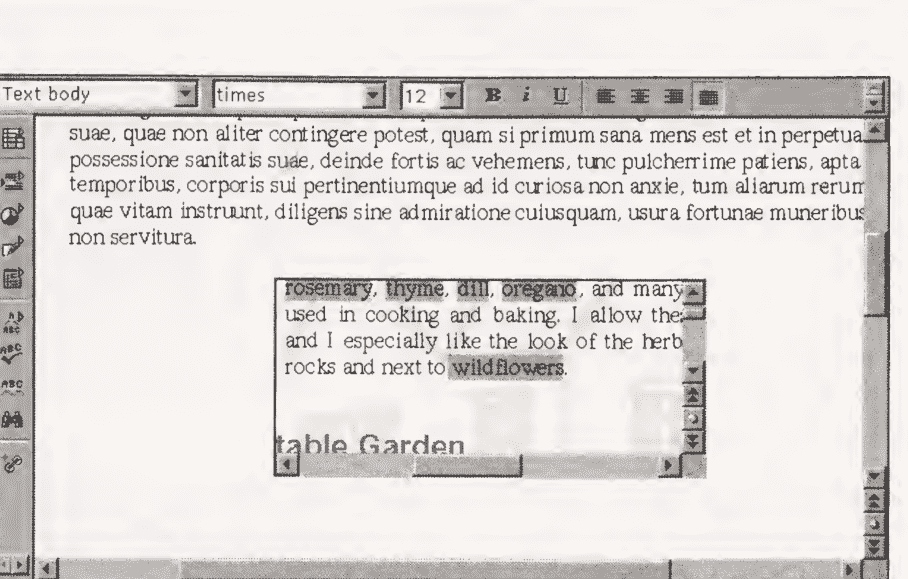 Text body times 12 B i U
suae, quae non aliter contingere potest, quam si primum sana mens est et in perpetua
possessione sanitatis suae, deinde fortis ac vehemens, tunc pulcherrime patiens, apta
temporibus, corporis sui pertinentiumque ad id curiosa non anxie, tum aliarum rerum
quae vitam instruunt, diligens sine admiratione cuiusquam, usura fortunae muneribus
non servitura.
rosemary, thyme, dill, oregano, and many
used in cooking and baking. I allow the
and I especially like the look of the herb
rocks and next to wildflowers.
table Garden
ABC
ABC
ABC